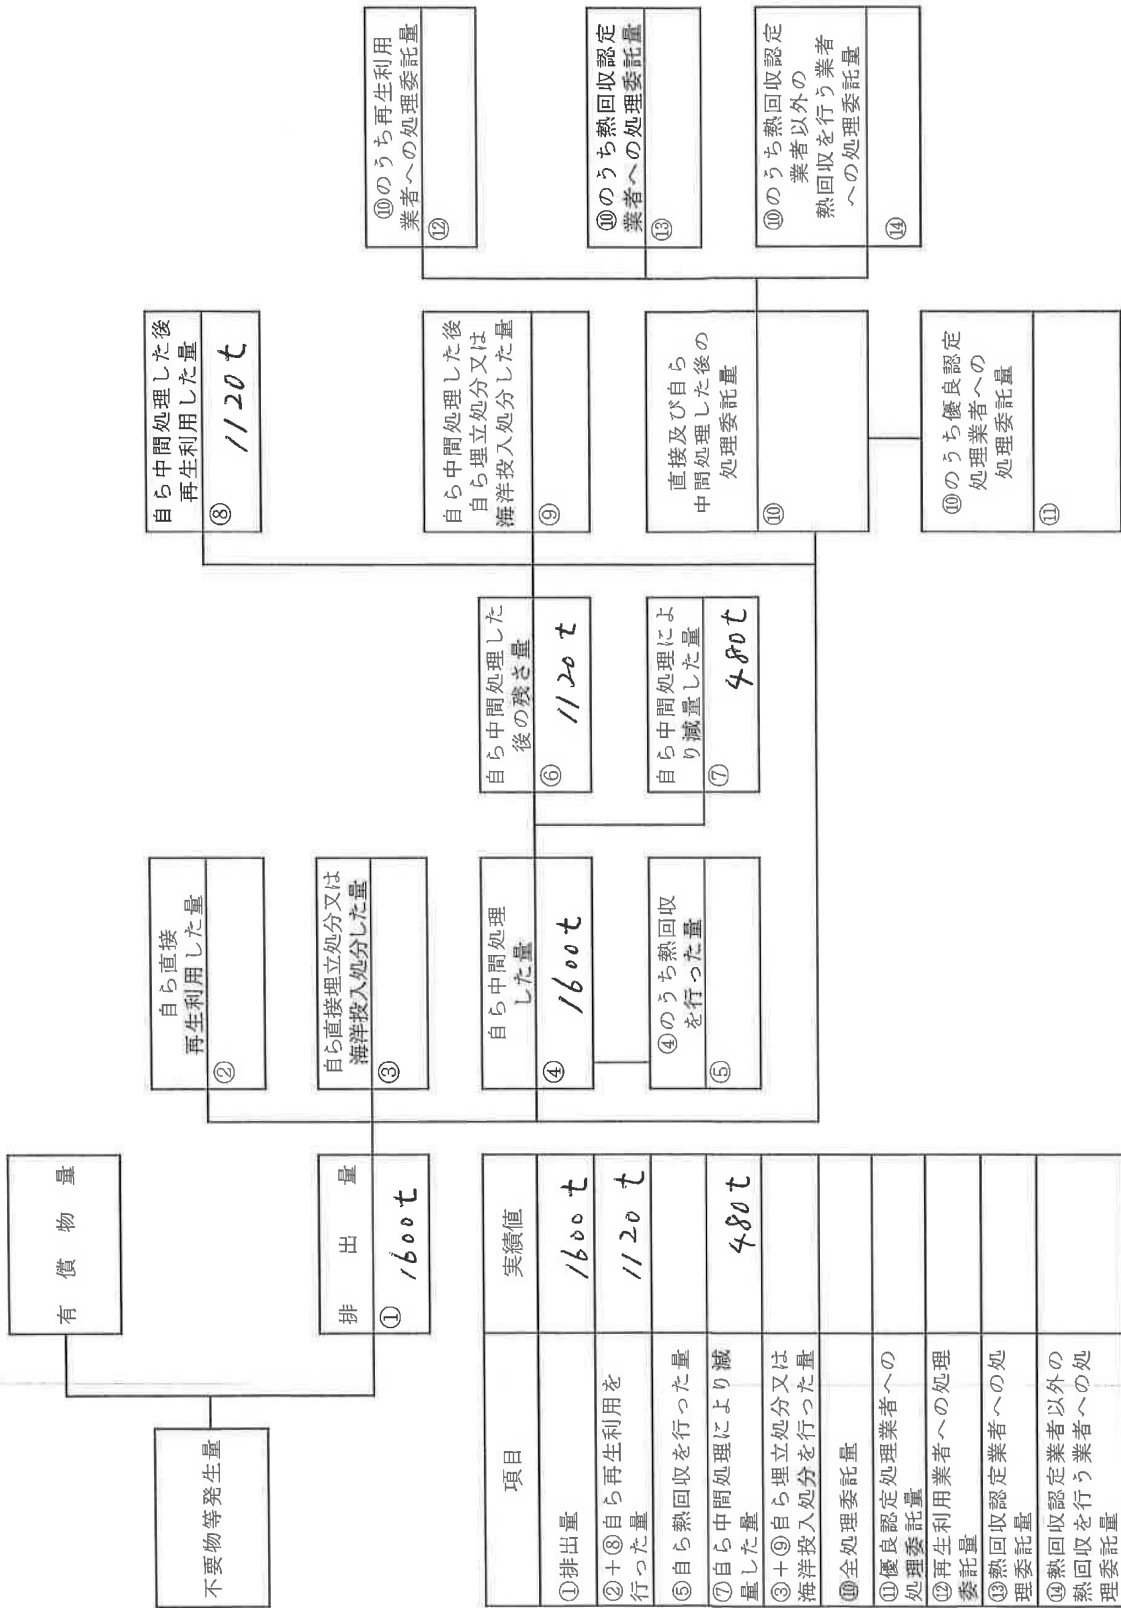 不要物等発生量
有償物量
排出量
① 1600t
自ら直接
再生利用した量
②
自ら直接埋立処分又は
海洋投入処分した量
③
自ら中間処理
した量
④ 1600t
④のうち熱回収
を行った量
⑤
自ら中間処理した
後の残さ量
⑥ 1120t
自ら中間処理によ
り減量した量
⑦ 480t
自ら中間処理した後
再生利用した量
⑧ 1120t
自ら中間処理した後
自ら埋立処分又は
海洋投入処分した量
⑨
直接及び自ら
中間処理した後の
処理委託量
⑩
⑩のうち優良認定
処理業者への
処理委託量
⑪
⑩のうち再生利用
業者への処理委託量
⑫
⑩のうち熱回収認定
業者への処理委託量
⑬
⑩のうち熱回収認定
業者以外の
熱回収を行う業者
への処理委託量
⑭
項目 実績値
①排出量 1600t
②+⑧自ら再生利用を
行った量 1120t
⑤自ら熱回収を行った量
⑦自ら中間処理により減
量した量 480t
③+⑨自ら埋立処分又は
海洋投入処分を行った量
⑩全処理委託量
⑪優良認定処理業者への
処理委託量
⑫再生利用業者への処理
委託量
⑬熱回収認定業者への処
理委託量
⑭熱回収認定業者以外の
熱回収を行う業者への処
理委託量